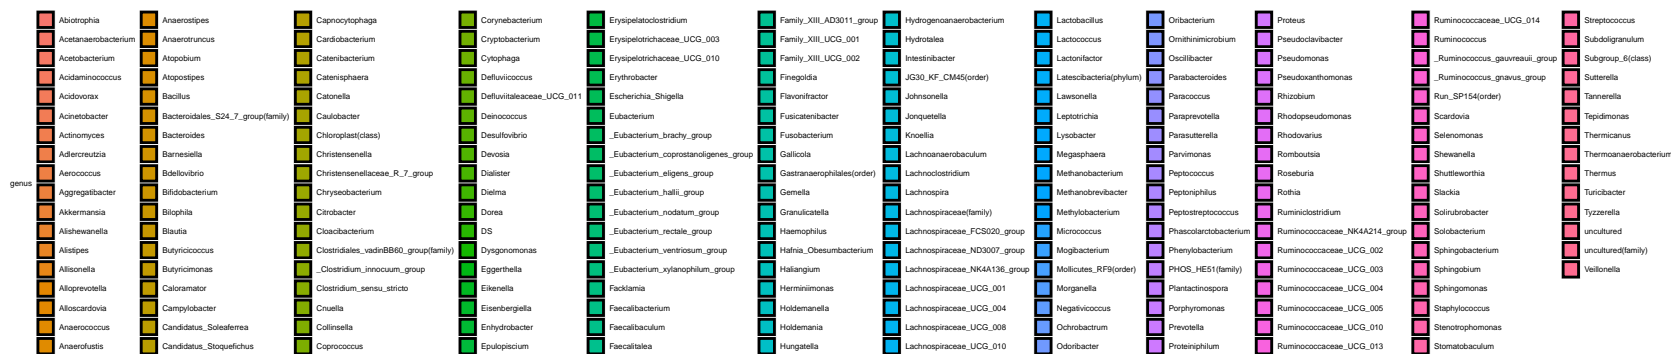 genus
Abiotrophia
Acetanaerobacterium
Acetobacterium
Acidaminococcus
Acidovorax
Acinetobacter
Actinomyces
Adlercreutzia
Aerococcus
Aggregatibacter
Akkermansia
Alishewanella
Alistipes
Allisonella
Alloprevotella
Alloscardovia
Anaerococcus
Anaerofustis
Anaerostipes
Anaerotruncus
Atopobium
Atopostipes
Bacillus
Bacteroidales_S24_7_group(family)
Bacteroides
Barnesiella
Bdellovibrio
Bifidobacterium
Bilophila
Blautia
Butyricicoccus
Butyricimonas
Caloramator
Campylobacter
Candidatus_Soleaferrea
Candidatus_Stoquefichus
Capnocytophaga
Cardiobacterium
Catenibacterium
Catenisphaera
Catonella
Caulobacter
Chloroplast(class)
Christensenella
Christensenellaceae_R_7_group
Chryseobacterium
Citrobacter
Cloacibacterium
Clostridiales_vadinBB60_group(family)
_Clostridium_innocuum_group
Clostridium_sensu_stricto
Cnuella
Collinsella
Coprococcus
Corynebacterium
Cryptobacterium
Cytophaga
Defluviicoccus
Defluviitaleaceae_UCG_011
Deinococcus
Desulfovibrio
Devosia
Dialister
Dielma
Dorea
DS
Dysgonomonas
Eggerthella
Eikenella
Eisenbergiella
Enhydrobacter
Epulopiscium
Erysipelatoclostridium
Erysipelotrichaceae_UCG_003
Erysipelotrichaceae_UCG_010
Erythrobacter
Escherichia_Shigella
Eubacterium
_Eubacterium_brachy_group
_Eubacterium_coprostanoligenes_group
_Eubacterium_eligens_group
_Eubacterium_hallii_group
_Eubacterium_nodatum_group
_Eubacterium_rectale_group
_Eubacterium_ventriosum_group
_Eubacterium_xylanophilum_group
Facklamia
Faecalibacterium
Faecalibaculum
Faecalitalea
Family_XIII_AD3011_group
Family_XIII_UCG_001
Family_XIII_UCG_002
Finegoldia
Flavonifractor
Fusicatenibacter
Fusobacterium
Gallicola
Gastranaerophilales(order)
Gemella
Granulicatella
Haemophilus
Hafnia_Obesumbacterium
Haliangium
Herminiimonas
Holdemanella
Holdemania
Hungatella
Hydrogenoanaerobacterium
Hydrotalea
Intestinibacter
JG30_KF_CM45(order)
Johnsonella
Jonquetella
Knoellia
Lachnoanaerobaculum
Lachnoclostridium
Lachnospira
Lachnospiraceae(family)
Lachnospiraceae_FCS020_group
Lachnospiraceae_ND3007_group
Lachnospiraceae_NK4A136_group
Lachnospiraceae_UCG_001
Lachnospiraceae_UCG_004
Lachnospiraceae_UCG_008
Lachnospiraceae_UCG_010
Lactobacillus
Lactococcus
Lactonifactor
Latescibacteria(phylum)
Lawsonella
Leptotrichia
Lysobacter
Megasphaera
Methanobacterium
Methanobrevibacter
Methylobacterium
Micrococcus
Mogibacterium
Mollicutes_RF9(order)
Morganella
Negativicoccus
Ochrobactrum
Odoribacter
Oribacterium
Ornithinimicrobium
Oscillibacter
Parabacteroides
Paracoccus
Paraprevotella
Parasutterella
Parvimonas
Peptococcus
Peptoniphilus
Peptostreptococcus
Phascolarctobacterium
Phenylobacterium
PHOS_HE51(family)
Plantactinospora
Porphyromonas
Prevotella
Proteiniphilum
Proteus
Pseudoclavibacter
Pseudomonas
Pseudoxanthomonas
Rhizobium
Rhodopseudomonas
Rhodovarius
Romboutsia
Roseburia
Rothia
Ruminiclostridium
Ruminococcaceae_NK4A214_group
Ruminococcaceae_UCG_002
Ruminococcaceae_UCG_003
Ruminococcaceae_UCG_004
Ruminococcaceae_UCG_005
Ruminococcaceae_UCG_010
Ruminococcaceae_UCG_013
Ruminococcaceae_UCG_014
Ruminococcus
_Ruminococcus_gauvreauii_group
_Ruminococcus_gnavus_group
Run_SP154(order)
Scardovia
Selenomonas
Shewanella
Shuttleworthia
Slackia
Solirubrobacter
Solobacterium
Sphingobacterium
Sphingobium
Sphingomonas
Staphylococcus
Stenotrophomonas
Stomatobaculum
Streptococcus
Subdoligranulum
Subgroup_6(class)
Sutterella
Tannerella
Tepidimonas
Thermicanus
Thermoanaerobacterium
Thermus
Turicibacter
Tyzzerella
uncultured
uncultured(family)
Veillonella